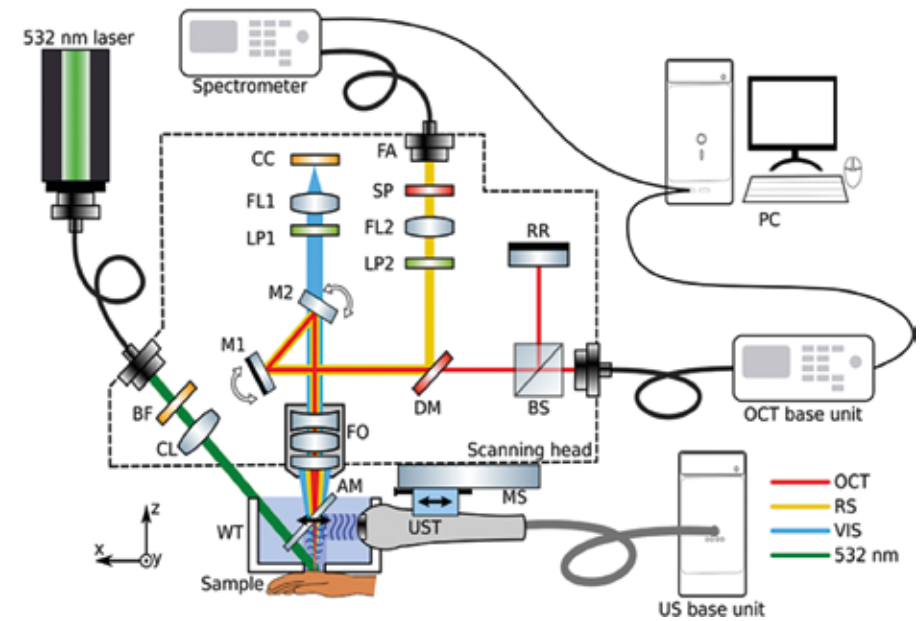 532 nm laser
Spectrometer
PC
CC
FL1
LP1
M2
M1
FA
SP
FL2
LP2
RR
DM
BS
OCT base unit
BF
CL
FO
Scanning head
AM
MS
UST
WT
z
x
y
Sample
OCT
RS
VIS
532 nm
US base unit